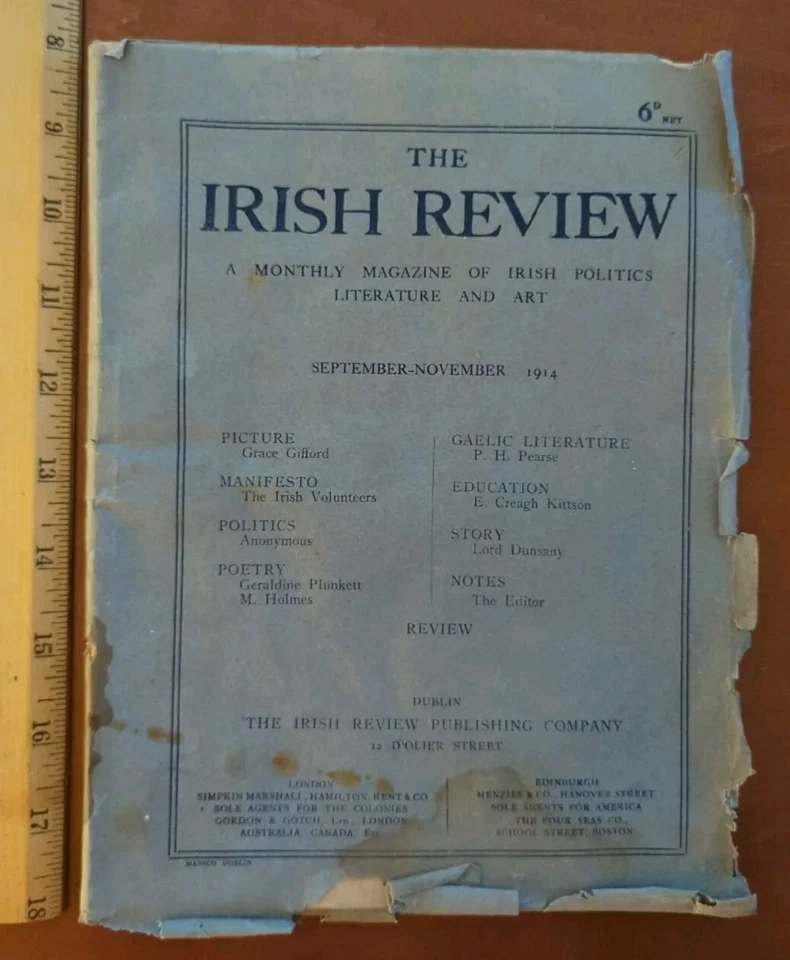 6D NET
THE
IRISH REVIEW
A MONTHLY MAGAZINE OF IRISH POLITICS
LITERATURE AND ART
SEPTEMBER-NOVEMBER 1914
PICTURE
Grace Gifford
MANIFESTO
The Irish Volunteers
POLITICS
Anonymous
POETRY
Geraldine Plunkett
M. Holmes
GAELIC LITERATURE
P. H. Pearse
EDUCATION
E. Creagh Kittson
STORY
Lord Dunsany
NOTES
The Editor
REVIEW
DUBLIN
THE IRISH REVIEW PUBLISHING COMPANY
12 D'OLIER STREET
LONDON
SIMPKIN MARSHALL, HAMILTON, KENT & CO
SOLE AGENTS FOR THE COLONIES
GORDON & GOTCH, LTD., LONDON
AUSTRALIA, CANADA,
EDINBURGH
MENZIES & CO., HANOVER STREET
SOLE AGENTS FOR AMERICA
THE FOUR SEAS CO.,
SCHOOL STREET, BOSTON
DUBLIN
8
9
10
11
12
13
14
15
16
17
18